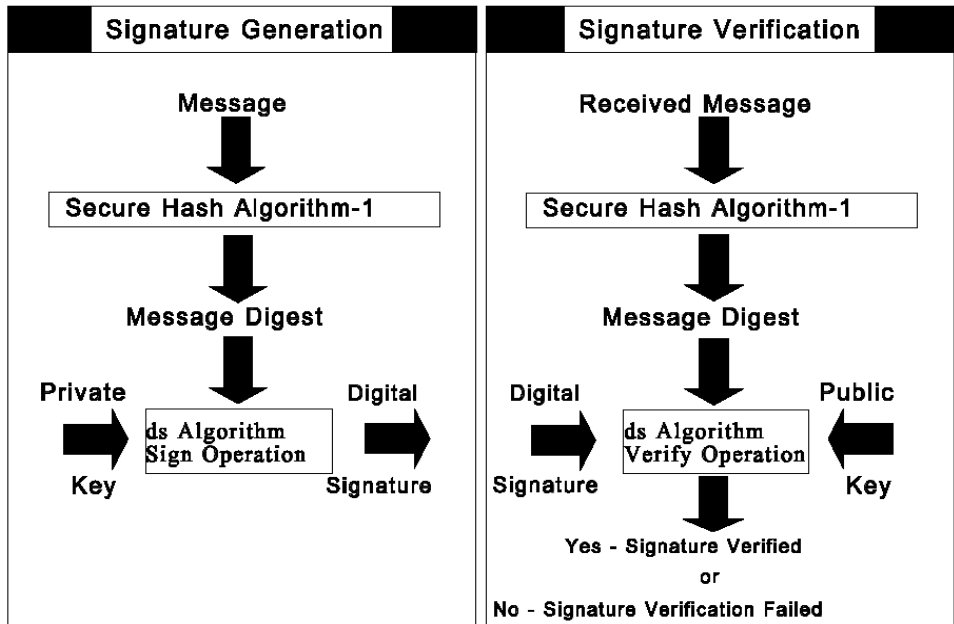 Signature Generation
Message
Secure Hash Algorithm-1
Message Digest
Private
Key
ds Algorithm
Sign Operation
Digital
Signature
Signature Verification
Received Message
Secure Hash Algorithm-1
Message Digest
Digital
Signature
ds Algorithm
Verify Operation
Public
Key
Yes - Signature Verified
or
No - Signature Verification Failed